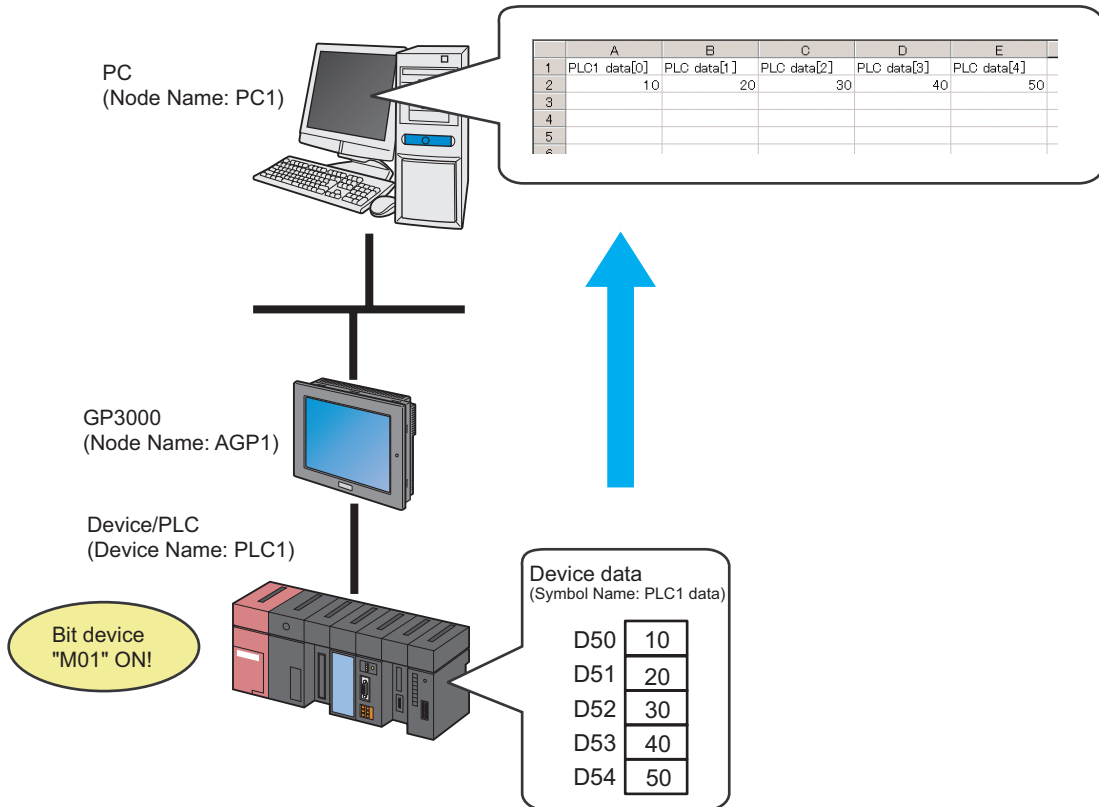 A B C D E
1 PLC1 data[0] PLC data[1] PLC data[2] PLC data[3] PLC data[4]
2 10 20 30 40 50
3
4
5
6
PC
(Node Name: PC1)
GP3000
(Node Name: AGP1)
Device/PLC
(Device Name: PLC1)
Bit device
"M01" ON!
Device data
(Symbol Name: PLC1 data)
D50 10
D51 20
D52 30
D53 40
D54 50